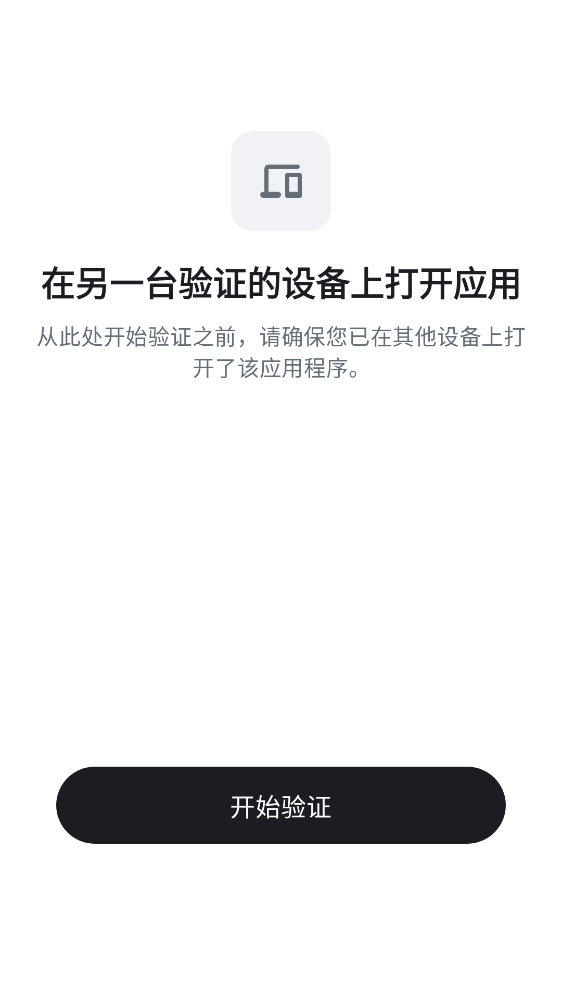 在另一台验证的设备上打开应用
从此处开始验证之前，请确保您已在其他设备上打
开了该应用程序。
开始验证